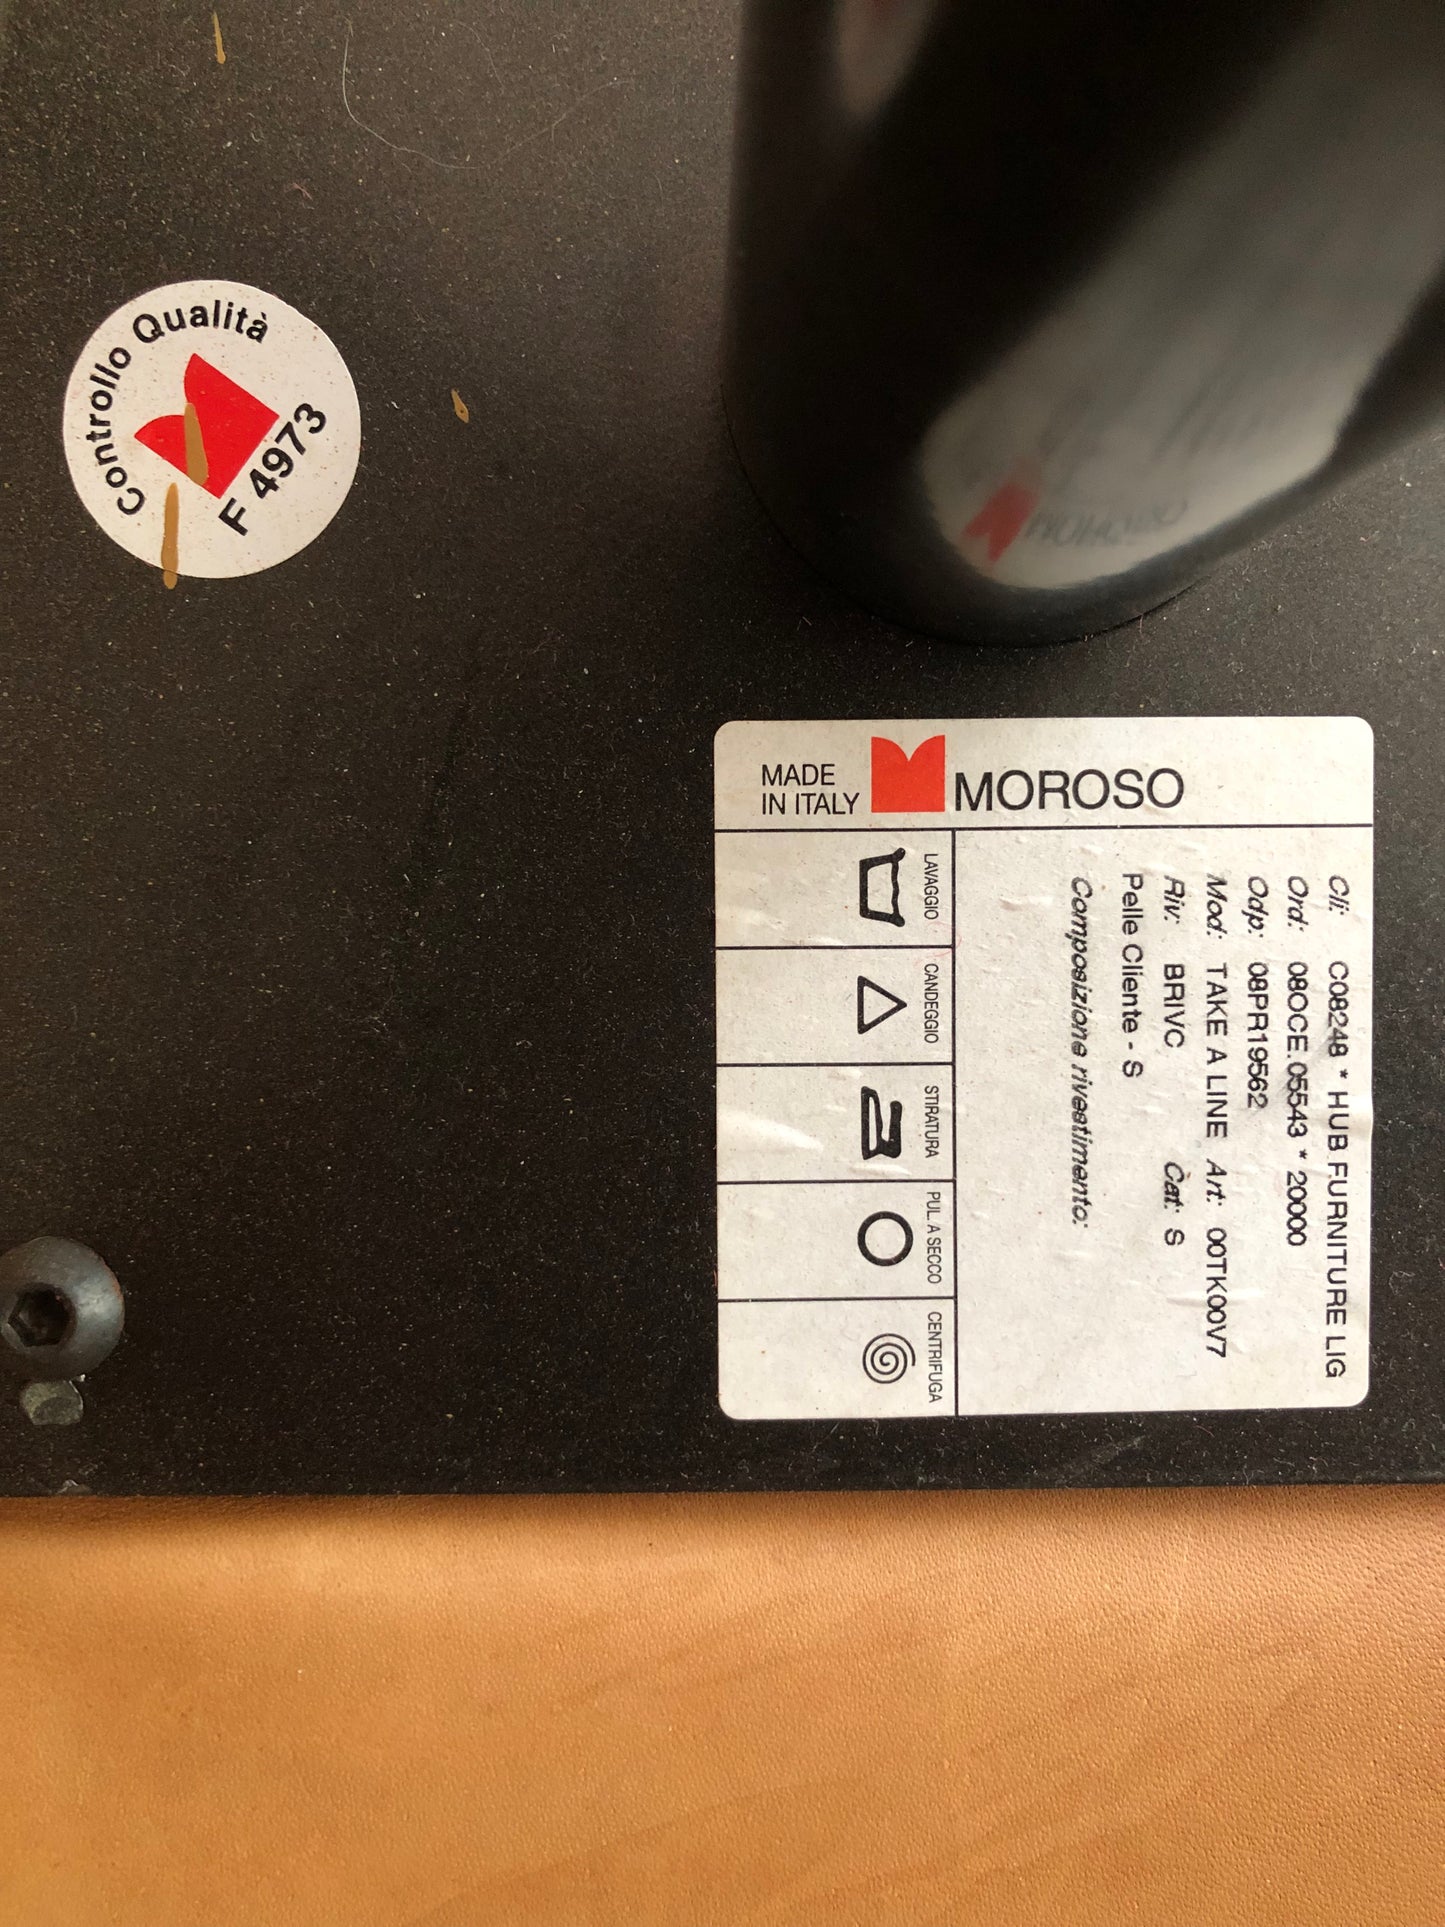 Controllo Qualità
F 4973
MADE
IN ITALY
MOROSO
Cli: C08248 * HUB FURNITURE LIG
Ord: 08OCE.05543 * 20000
Odp: 08PR19562
Mod: TAKE A LINE Art: 00TK00V7
Riv: BRIVC Cat: S
Pelle Cliente - S
Composizione rivestimento:
LAVAGGIO
CANDEGGIO
STIRATURA
PUL. A SECCO
CENTRIFUGA